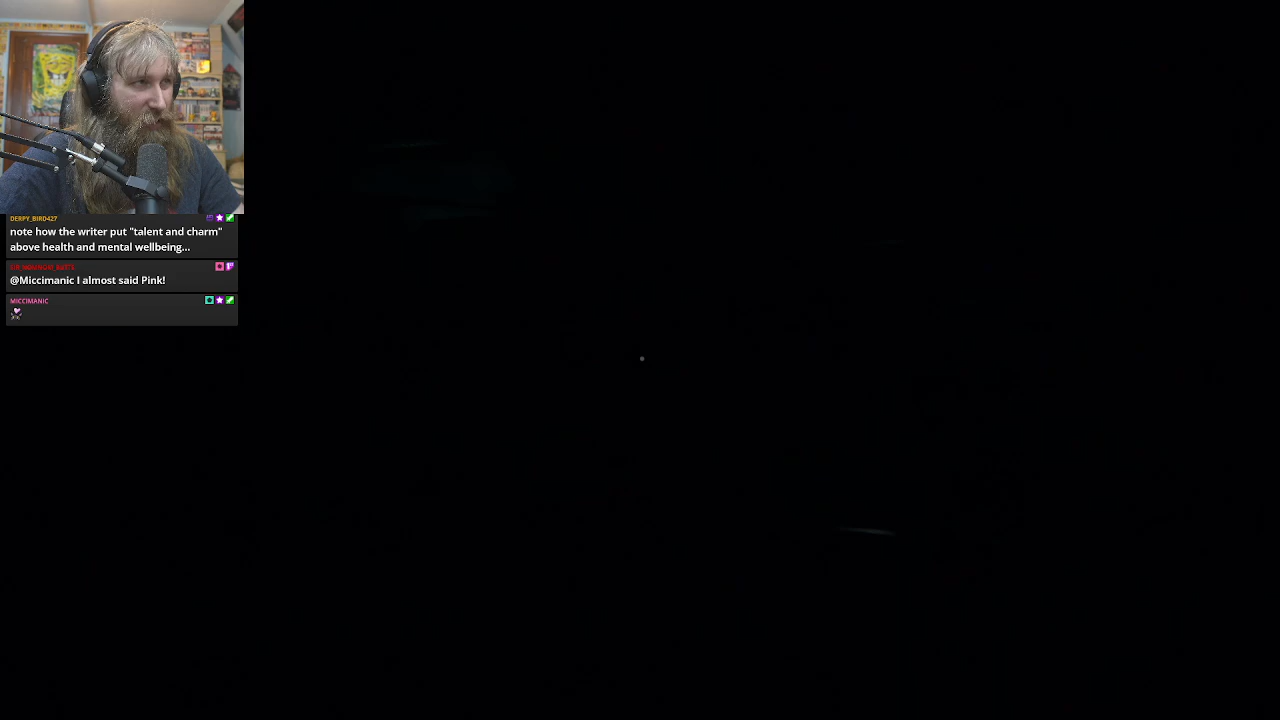 DERPY_BIRD427
note how the writer put "talent and charm"
above health and mental wellbeing...
@Miccimanic I almost said Pink!
MICCIMANIC